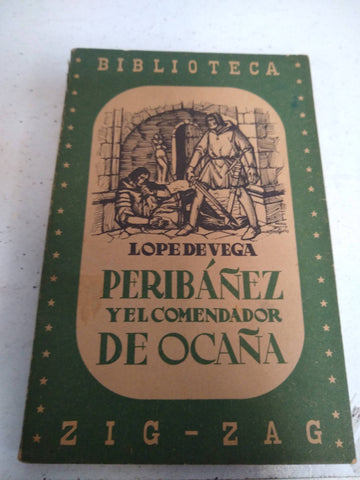 BIBLIOTECA
LOPE DE VEGA
PERIBÁÑEZ
Y EL COMENDADOR
DE OCAÑA
ZIG-ZAG